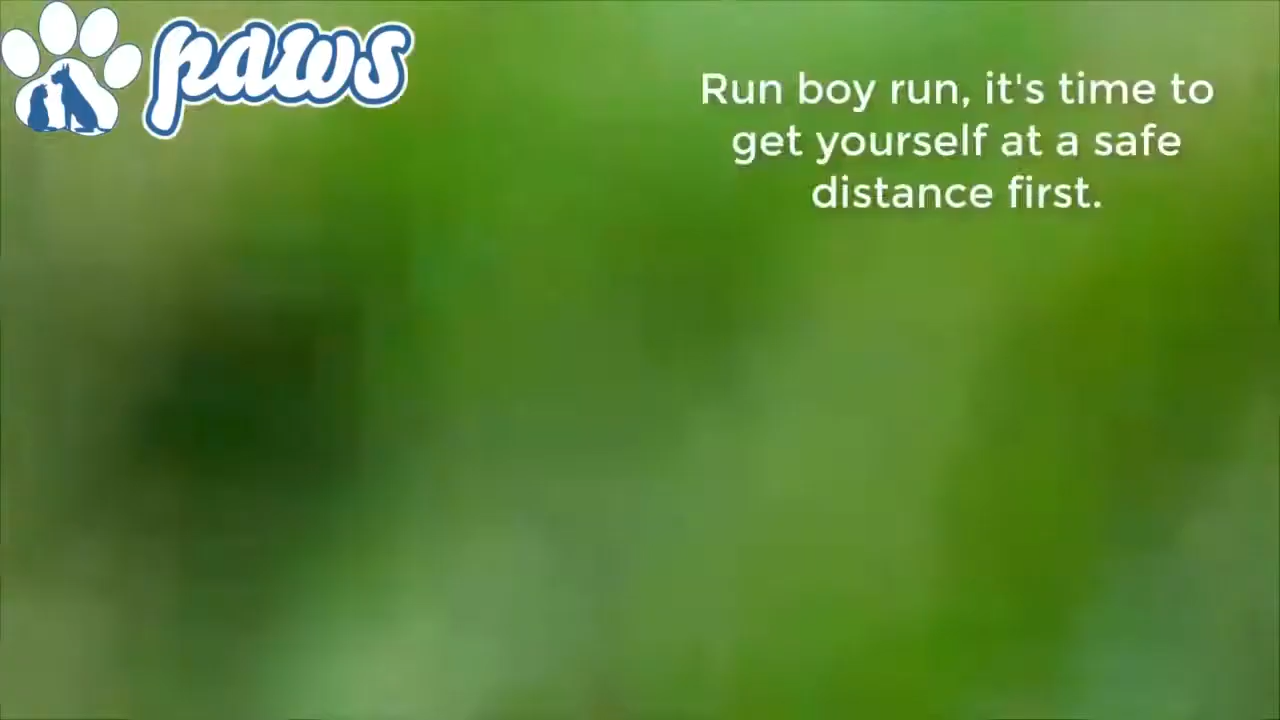 paws
Run boy run, it's time to
get yourself at a safe
distance first.